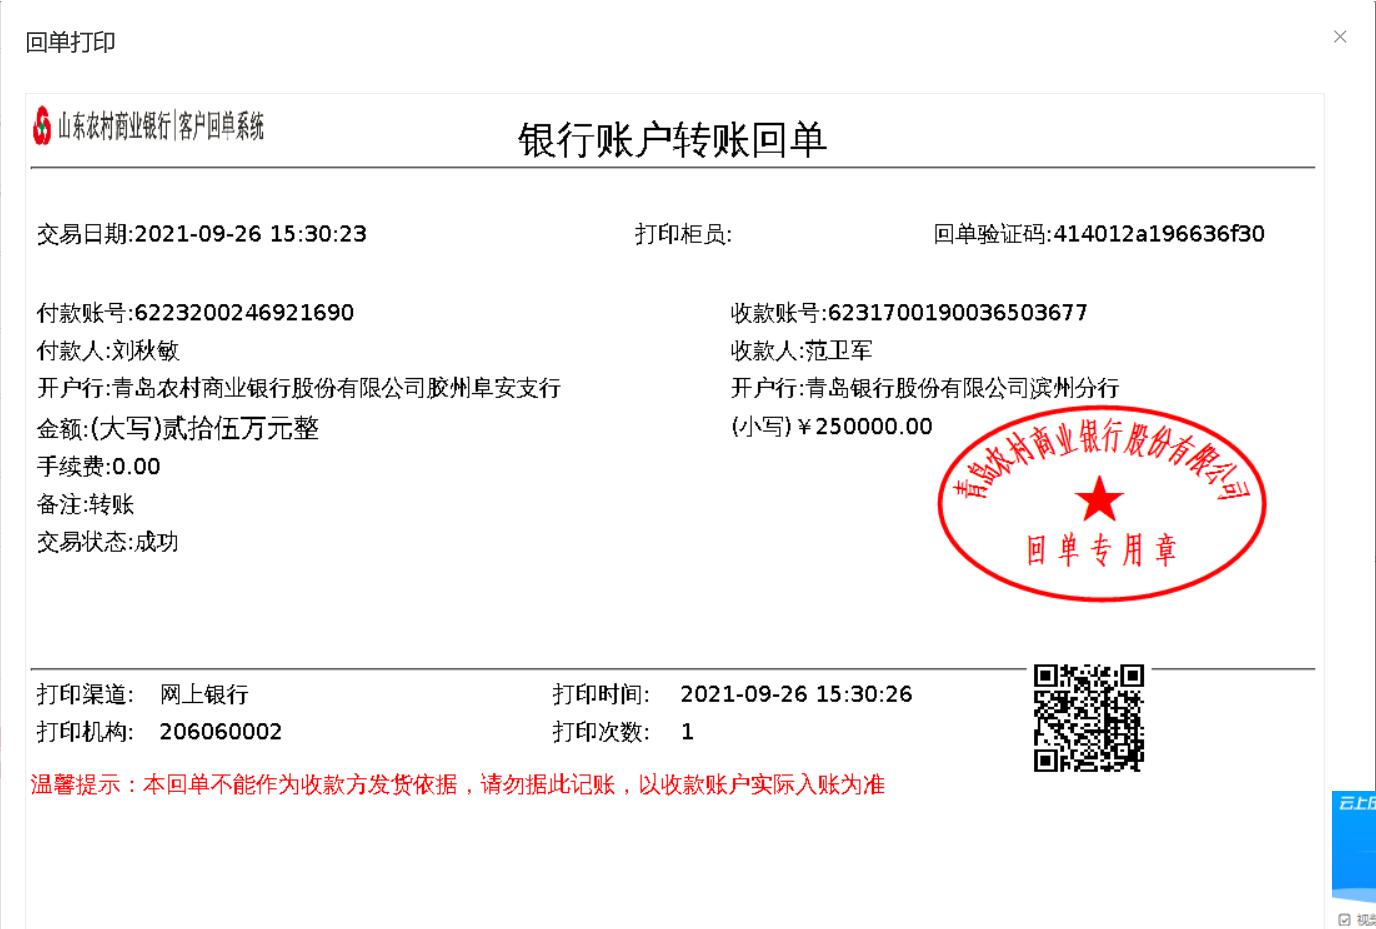 回单打印
山东农村商业银行|客户回单系统
银行账户转账回单
交易日期:2021-09-26 15:30:23 打印柜员: 回单验证码:414012a196636f30
付款账号:6223200246921690 收款账号:6231700190036503677
付款人:刘秋敏 收款人:范卫军
开户行:青岛农村商业银行股份有限公司胶州阜安支行 开户行:青岛银行股份有限公司滨州分行
金额:(大写)贰拾伍万元整 (小写)¥250000.00
手续费:0.00
备注:转账
交易状态:成功
青岛农村商业银行股份有限公司
回单专用章
打印渠道: 网上银行 打印时间: 2021-09-26 15:30:26
打印机构: 206060002 打印次数: 1
温馨提示：本回单不能作为收款方发货依据，请勿据此记账，以收款账户实际入账为准
云上